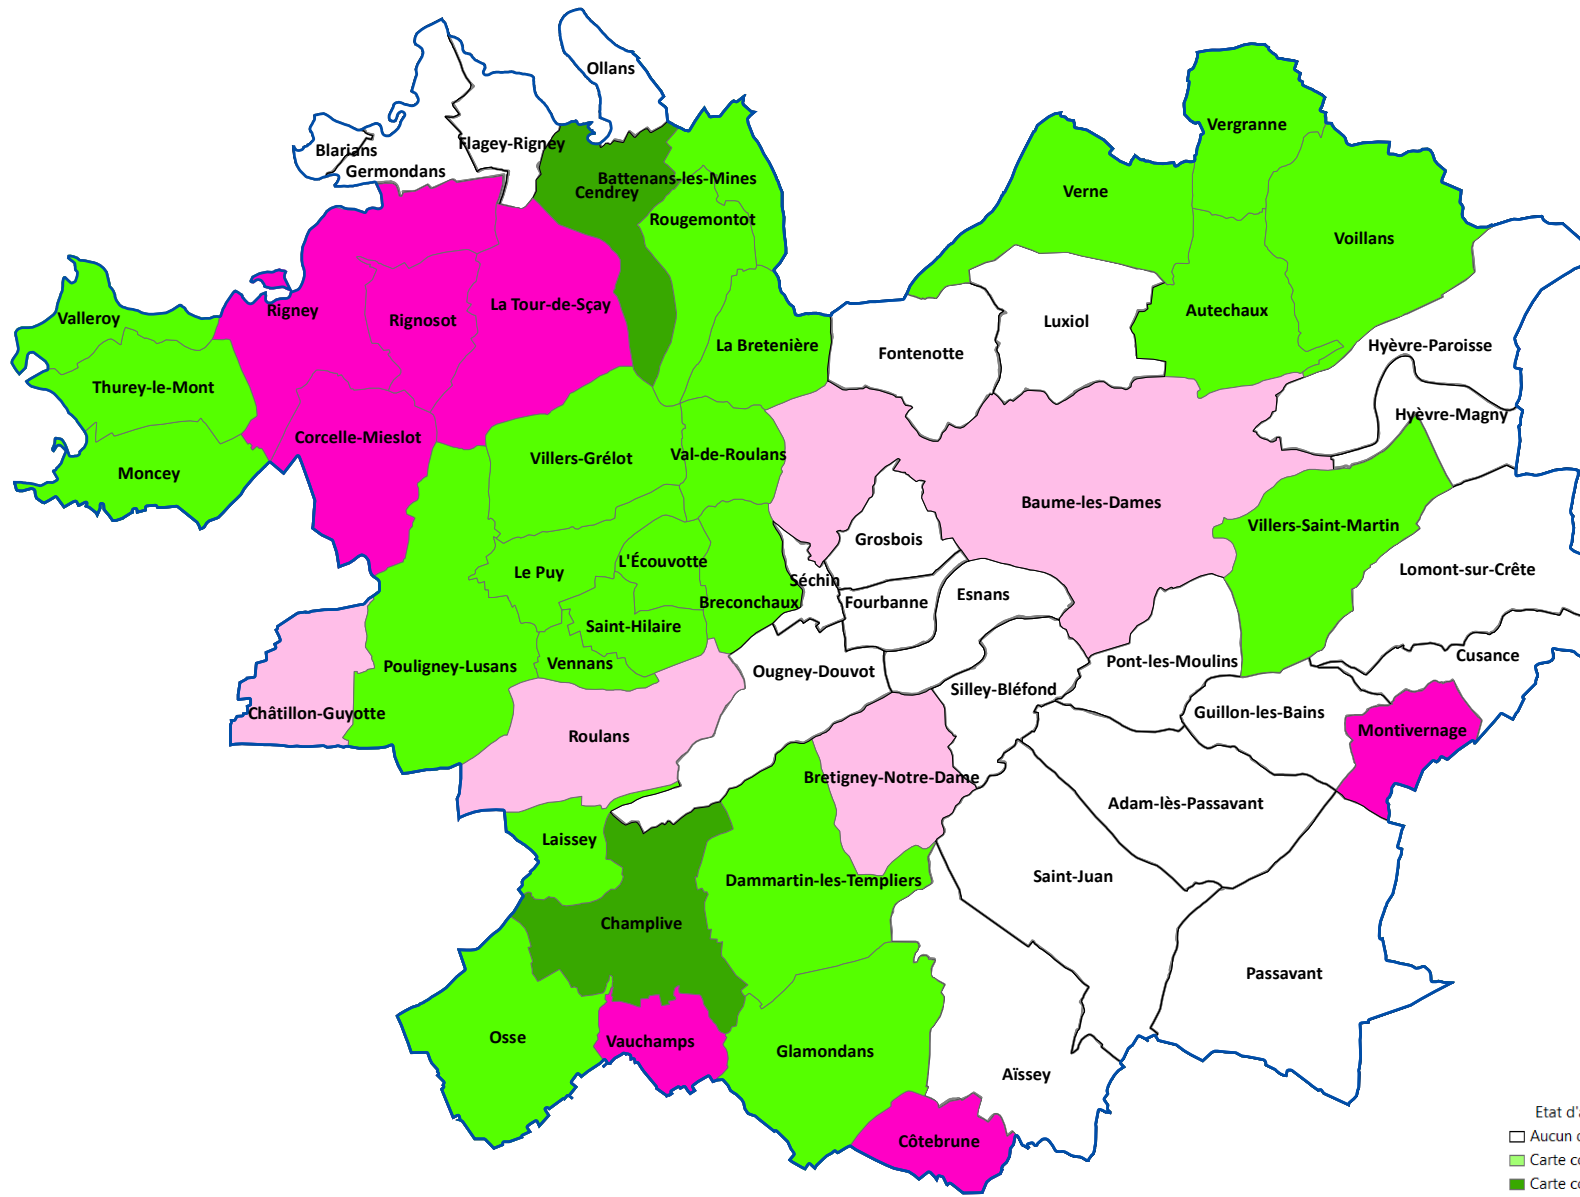 Ollans
Vergranne
Flagey-Rigney
Blarians
Germondans
Battenans-les-Mines
Cendrey
Verne
Rougemontot
Voillans
La Tour-de-Sçay
Rigney
Autechaux
Valleroy
Rignosot
Luxiol
La Bretenière
Hyèvre-Paroisse
Fontenotte
Thurey-le-Mont
Hyèvre-Magny
Corcelle-Mieslot
Val-de-Roulans
Villers-Grélot
Moncey
Baume-les-Dames
Villers-Saint-Martin
Grosbois
L'Écouvotte
Lomont-sur-Crête
Le Puy
Séchin
Esnans
Breconchaux
Fourbanne
Saint-Hilaire
Cusance
Vennans
Pont-les-Moulins
Pouligney-Lusans
Ougney-Douvot
Silley-Bléfond
Châtillon-Guyotte
Guillon-les-Bains
Montivernage
Roulans
Bretigney-Notre-Dame
Adam-lès-Passavant
Laissey
Saint-Juan
Dammartin-les-Templiers
Champlive
Passavant
Osse
Vauchamps
Glamondans
Aïssey
Côtebrune
Etat d'
Aucun
Carte
Carte